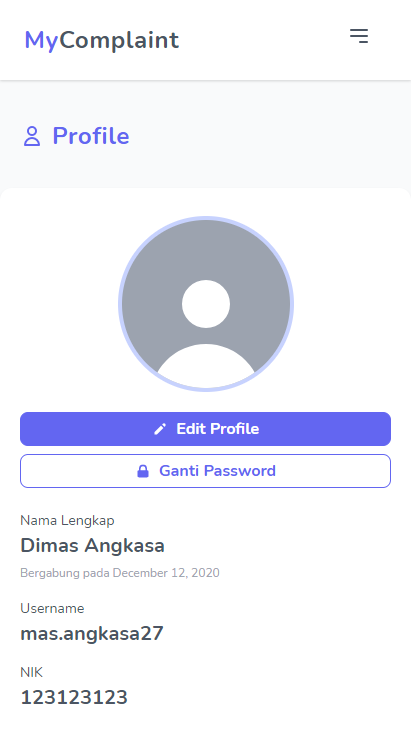 MyComplaint
Profile
Edit Profile
Ganti Password
Nama Lengkap
Dimas Angkasa
Bergabung pada December 12, 2020
Username
mas.angkasa27
NIK
123123123